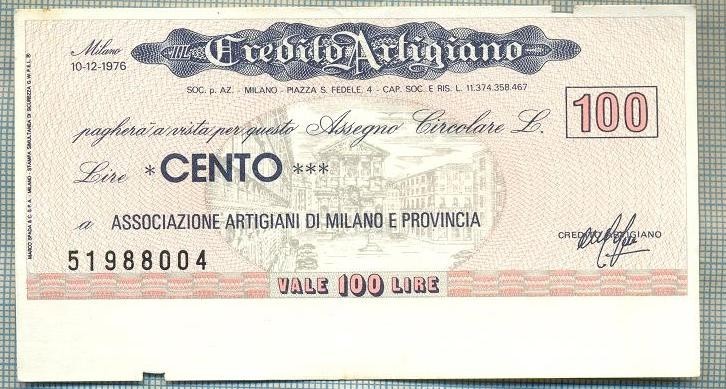 Milano
10-12-1976
IL Credito Artigiano
SOC. p. AZ. - MILANO - PIAZZA S. FEDELE, 4 - CAP. SOC. E RIS. L. 11.374.358.467
pagherà a vista per questo Assegno Circolare L. 100
Lire *CENTO***
a ASSOCIAZIONE ARTIGIANI DI MILANO E PROVINCIA
CREDITO ARTIGIANO
51988004
VALE 100 LIRE